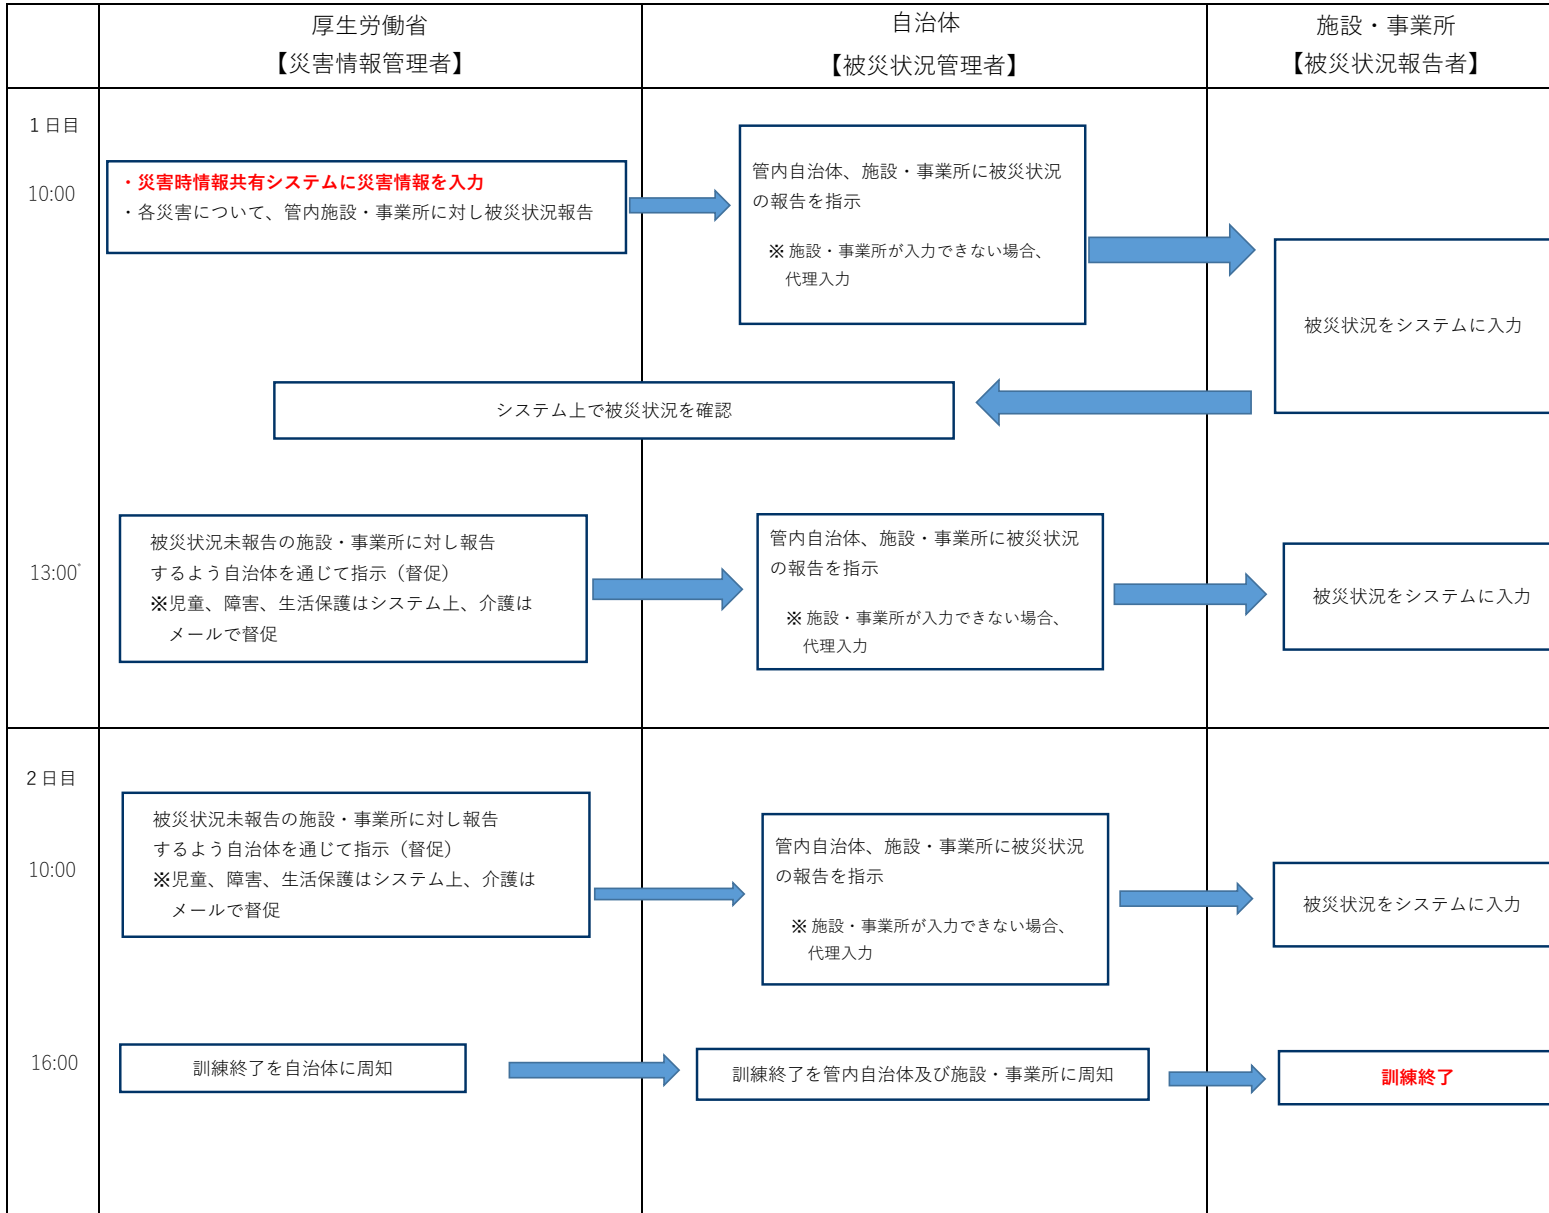 厚生労働省
【災害情報管理者】
自治体
【被災状況管理者】
施設・事業所
【被災状況報告者】
1日目
10:00
・災害時情報共有システムに災害情報を入力
・各災害について、管内施設・事業所に対し被災状況報告
管内自治体、施設・事業所に被災状況
の報告を指示
※ 施設・事業所が入力できない場合、
代理入力
被災状況をシステムに入力
システム上で被災状況を確認
13:00*
被災状況未報告の施設・事業所に対し報告
するよう自治体を通じて指示（督促）
※児童、障害、生活保護はシステム上、介護は
メールで督促
管内自治体、施設・事業所に被災状況
の報告を指示
※ 施設・事業所が入力できない場合、
代理入力
被災状況をシステムに入力
2日目
10:00
被災状況未報告の施設・事業所に対し報告
するよう自治体を通じて指示（督促）
※児童、障害、生活保護はシステム上、介護は
メールで督促
管内自治体、施設・事業所に被災状況
の報告を指示
※ 施設・事業所が入力できない場合、
代理入力
被災状況をシステムに入力
16:00
訓練終了を自治体に周知
訓練終了を管内自治体及び施設・事業所に周知
訓練終了